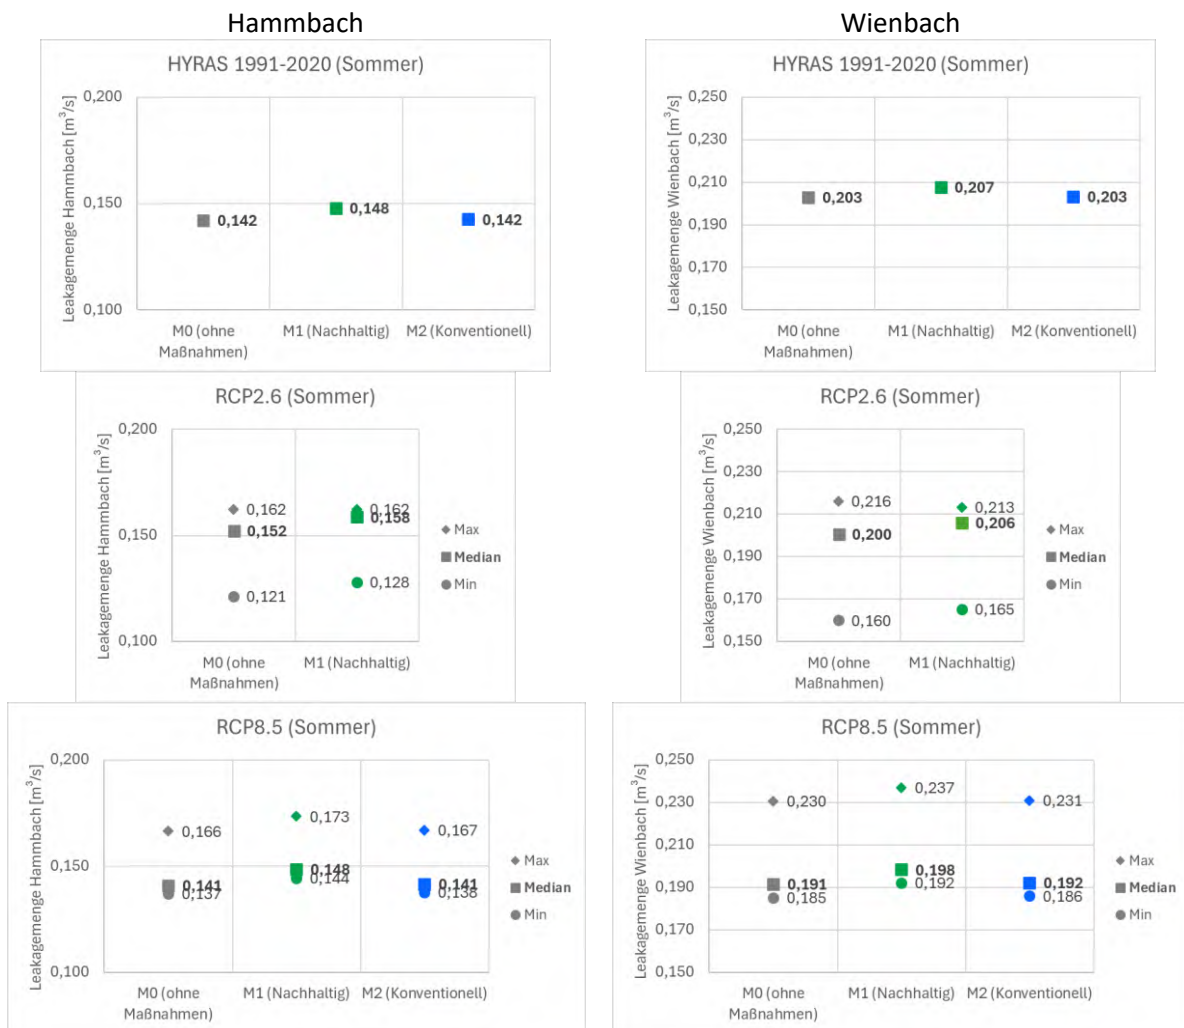 Hammbach
HYRAS 1991-2020 (Sommer)
Leakagemenge Hammbach [m³/s]
0,200
0,150
0,100
0,142
0,148
0,142
M0 (ohne
Maßnahmen)
M1 (Nachhaltig)
M2 (Konventionell)
RCP2.6 (Sommer)
Leakagemenge Hammbach [m³/s]
0,200
0,150
0,100
0,162
0,152
0,121
0,162
0,158
0,128
M0 (ohne
Maßnahmen)
M1 (Nachhaltig)
Max
Median
Min
RCP8.5 (Sommer)
Leakagemenge Hammbach [m³/s]
0,200
0,150
0,100
0,166
0,141
0,137
0,173
0,148
0,144
0,167
0,141
0,138
M0 (ohne
Maßnahmen)
M1 (Nachhaltig)
M2 (Konventionell)
Max
Median
Min
Wienbach
HYRAS 1991-2020 (Sommer)
Leakagemenge Wienbach [m³/s]
0,250
0,230
0,210
0,190
0,170
0,150
0,203
0,207
0,203
M0 (ohne
Maßnahmen)
M1 (Nachhaltig)
M2 (Konventionell)
RCP2.6 (Sommer)
Leakagemenge Wienbach [m³/s]
0,250
0,230
0,210
0,190
0,170
0,150
0,216
0,200
0,160
0,213
0,206
0,165
M0 (ohne
Maßnahmen)
M1 (Nachhaltig)
Max
Median
Min
RCP8.5 (Sommer)
Leakagemenge Wienbach [m³/s]
0,250
0,230
0,210
0,190
0,170
0,150
0,230
0,191
0,185
0,237
0,198
0,192
0,231
0,192
0,186
M0 (ohne
Maßnahmen)
M1 (Nachhaltig)
M2 (Konventionell)
Max
Median
Min